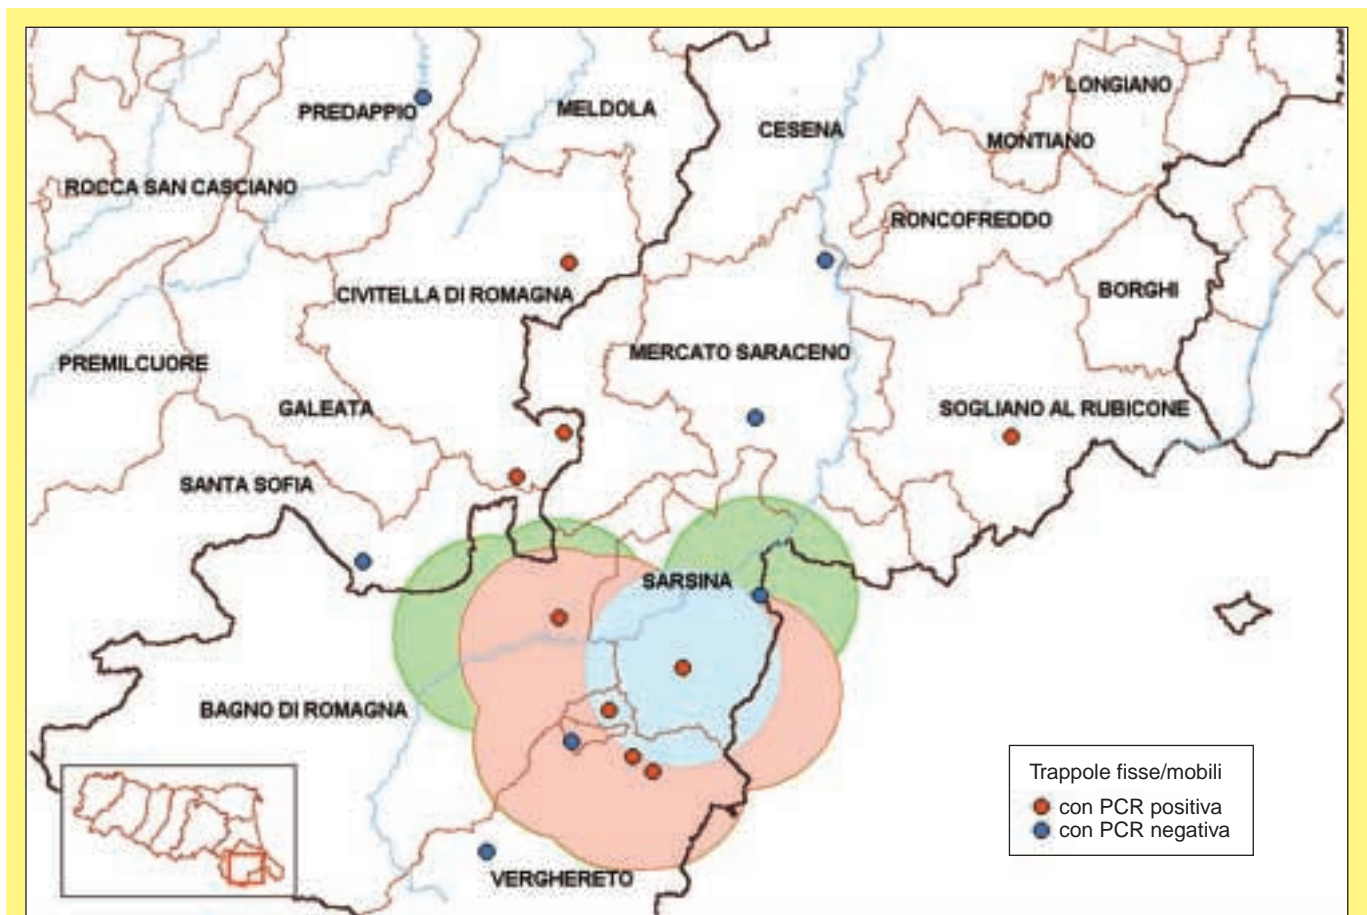 LONGIANO
PREDAPPIO
MELDOLA
CESENA
MONTIANO
ROCCA SAN CASCIANO
RONCOFREDDO
CIVITELLA DI ROMAGNA
BORGHI
PREMILCUORE
MERCATO SARACENO
GALEATA
SOGLIANO AL RUBICONE
SANTA SOFIA
SARSINA
BAGNO DI ROMAGNA
VERGHERETO
Trappole fisse/mobili
con PCR positiva
con PCR negativa